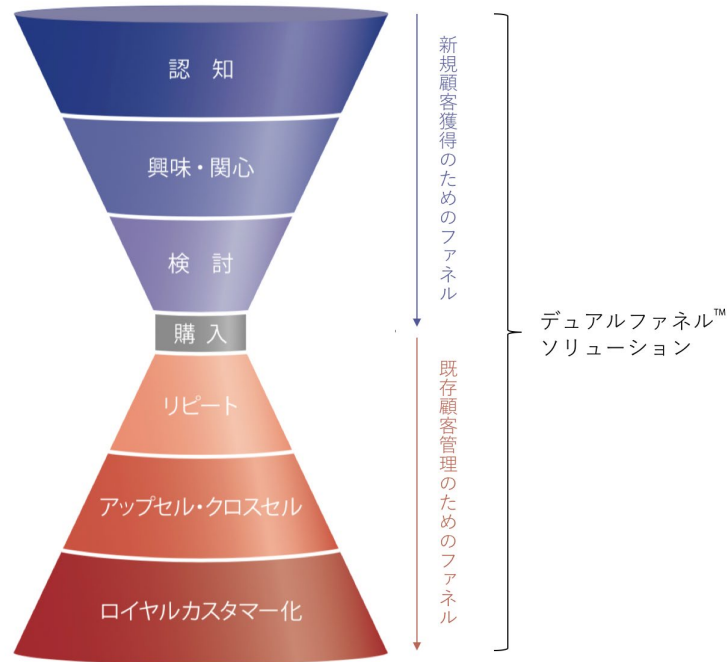 認 知
興味・関心
検 討
購 入
リピート
アップセル・クロスセル
ロイヤルカスタマー化
新規顧客獲得のためのファネル
既存顧客管理のためのファネル
デュアルファネル™
ソリューション